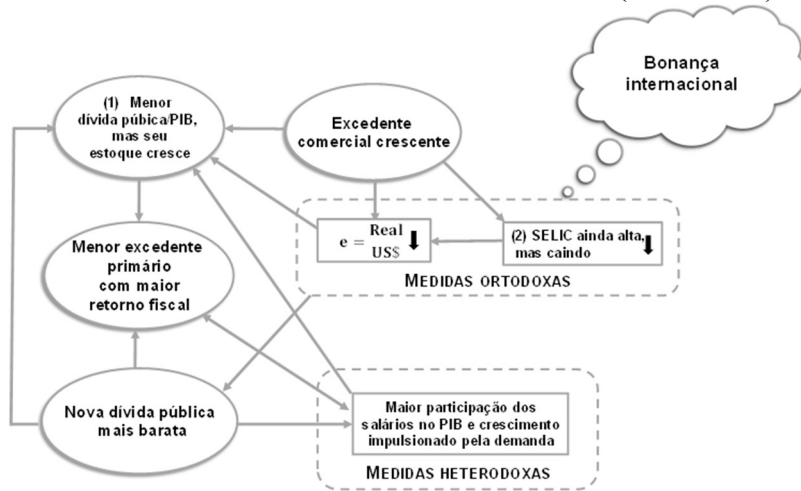 Bonança
internacional
(1) Menor
dívida púbica/PIB,
mas seu
estoque cresce
Excedente
comercial crescente
e = Real
US$
(2) SELIC ainda alta,
mas caindo
MEDIDAS ORTODOXAS
Menor excedente
primário
com maior
retorno fiscal
Nova dívida pública
mais barata
Maior participação dos
salários no PIB e crescimento
impulsionado pela demanda
MEDIDAS HETERODOXAS